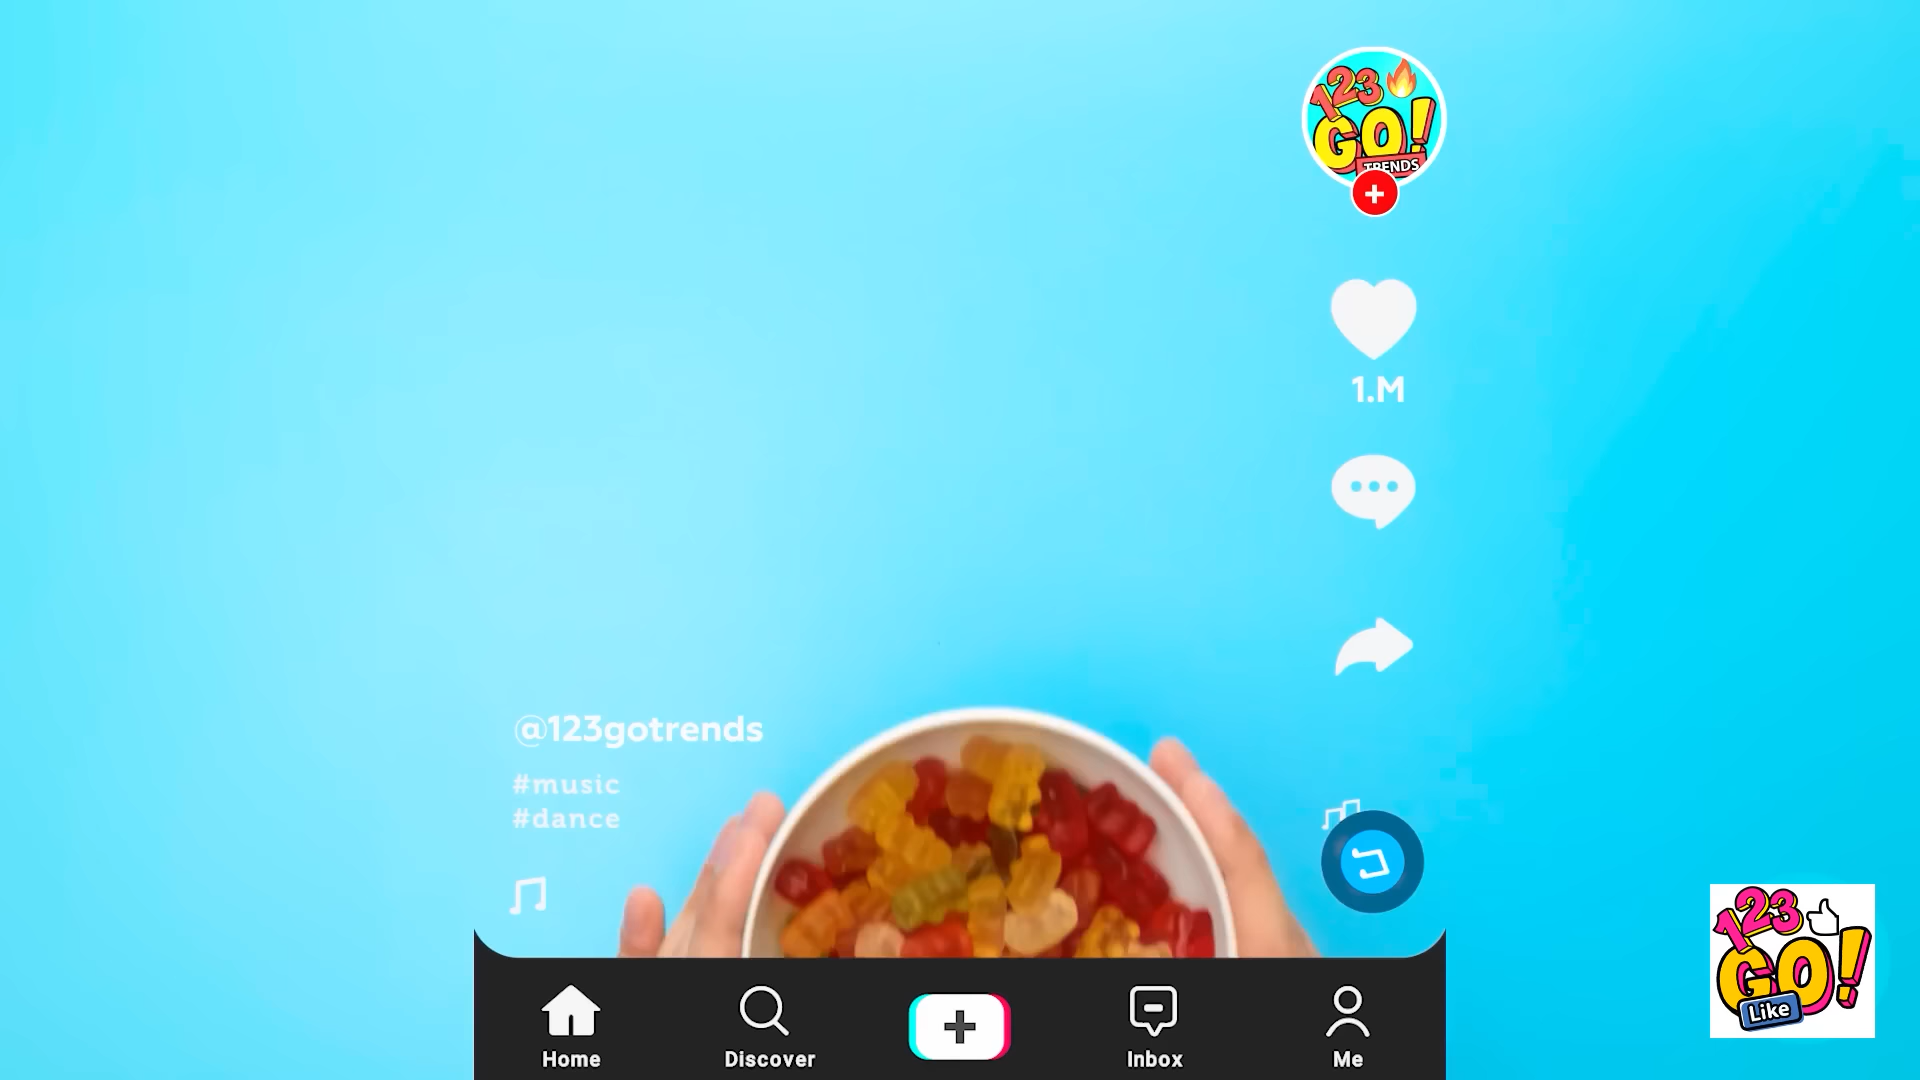 123
GO!
TRENDS
1.M
@123gotrends
#music
#dance
Home
Discover
Inbox
Me
123
GO!
Like